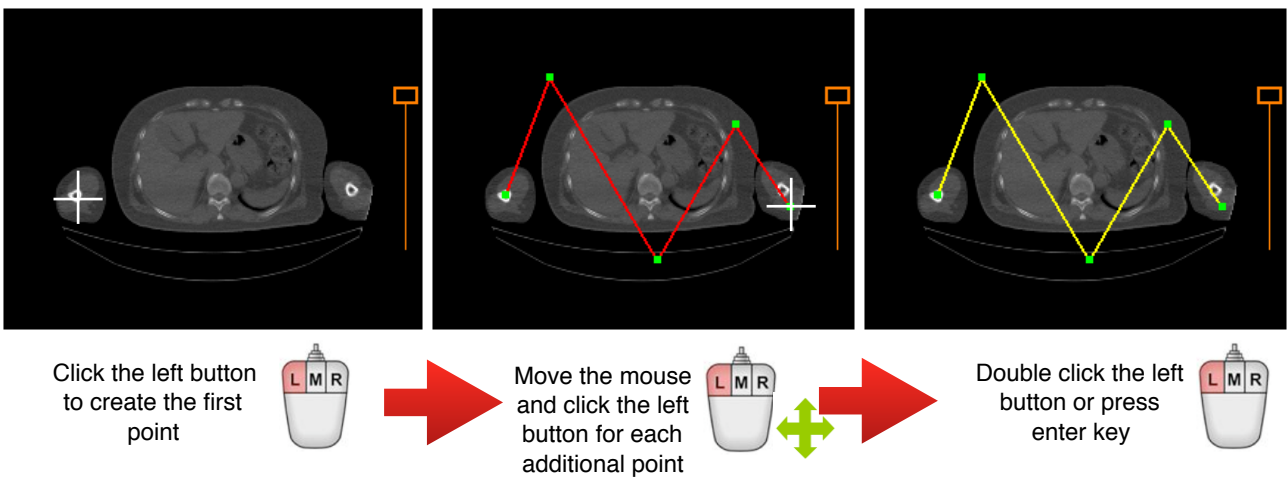 Click the left button
to create the first
point
L M R
Move the mouse
and click the left
button for each
additional point
L M R
Double click the left
button or press
enter key
L M R